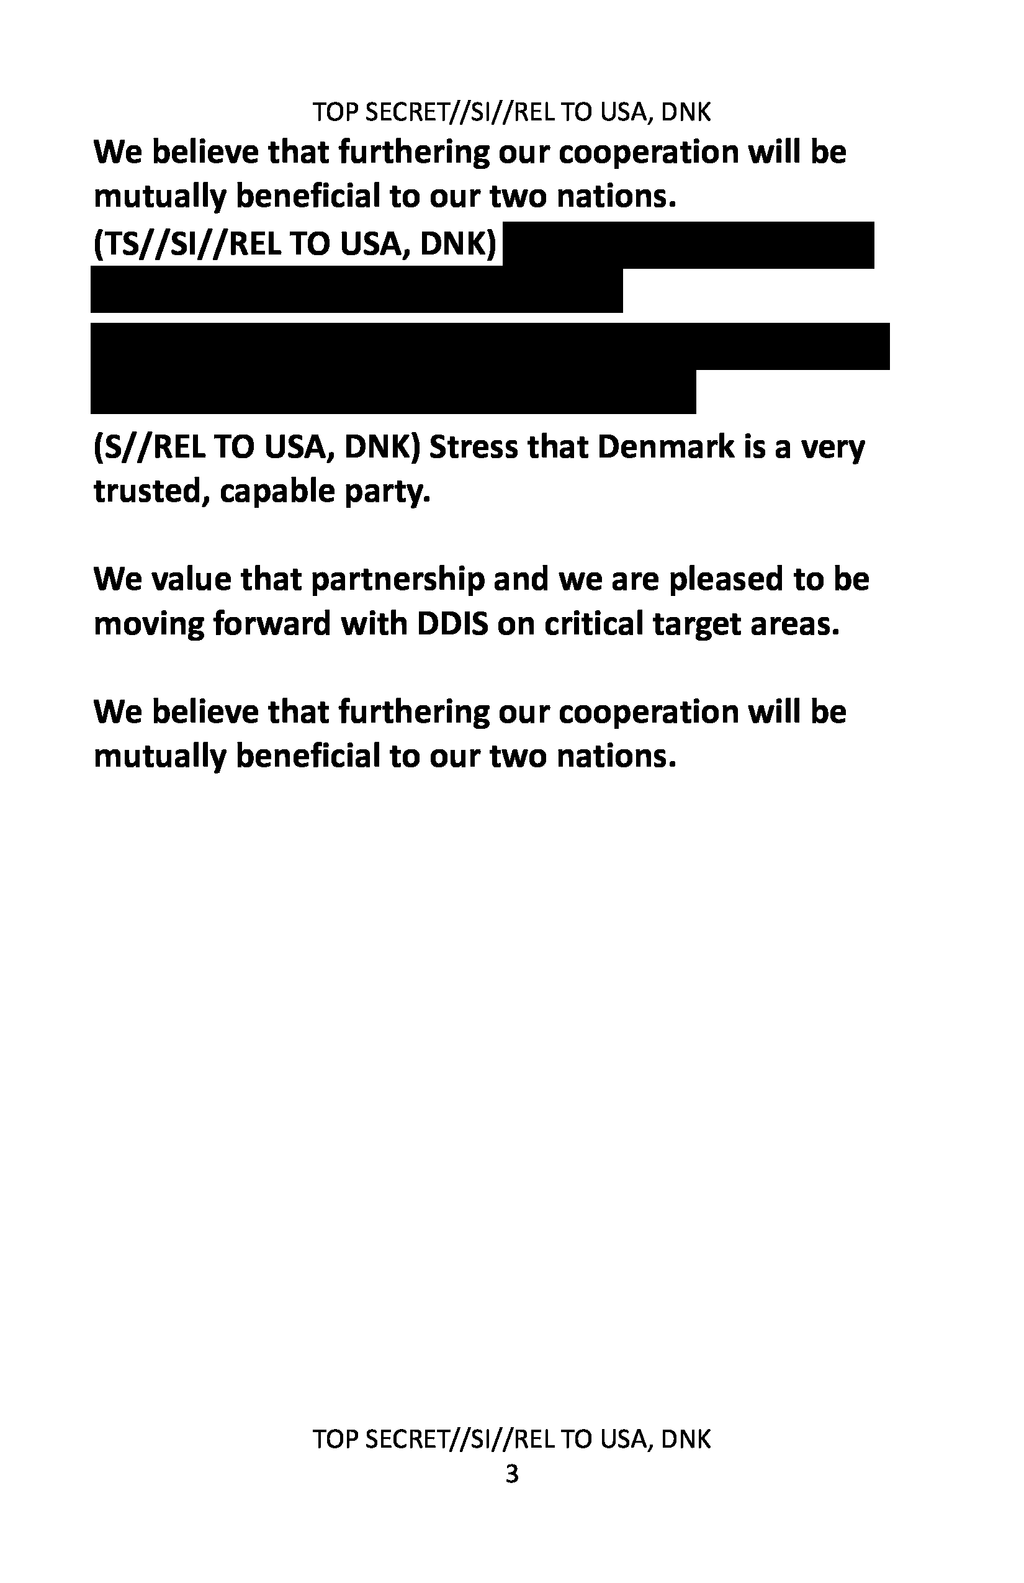 TOP SECRET//SI//REL TO USA, DNK
We believe that furthering our cooperation will be
mutually beneficial to our two nations.
(TS//SI//REL TO USA, DNK)
(S//REL TO USA, DNK) Stress that Denmark is a very
trusted, capable party.
We value that partnership and we are pleased to be
moving forward with DDIS on critical target areas.
We believe that furthering our cooperation will be
mutually beneficial to our two nations.
TOP SECRET//SI//REL TO USA, DNK
3